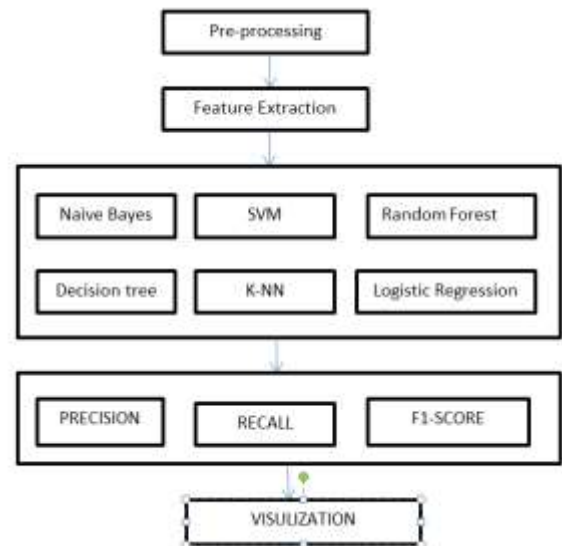 Pre-processing
Feature Extraction
Naive Bayes
SVM
Random Forest
Decision tree
K-NN
Logistic Regression
PRECISION
RECALL
F1-SCORE
VISULIZATION